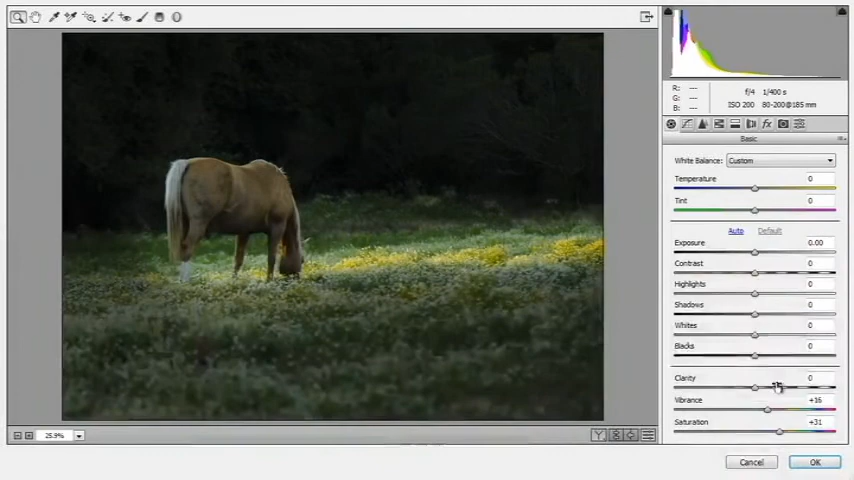 R: ---
G: ---
B: ---
f/4 1/400 s
ISO 200 80-200@185 mm
fx
Basic
White Balance: Custom
Temperature 0
Tint 0
Auto Default
Exposure 0.00
Contrast 0
Highlights 0
Shadows 0
Whites 0
Blacks 0
Clarity 0
Vibrance +16
Saturation +31
25.9% Y
Cancel OK